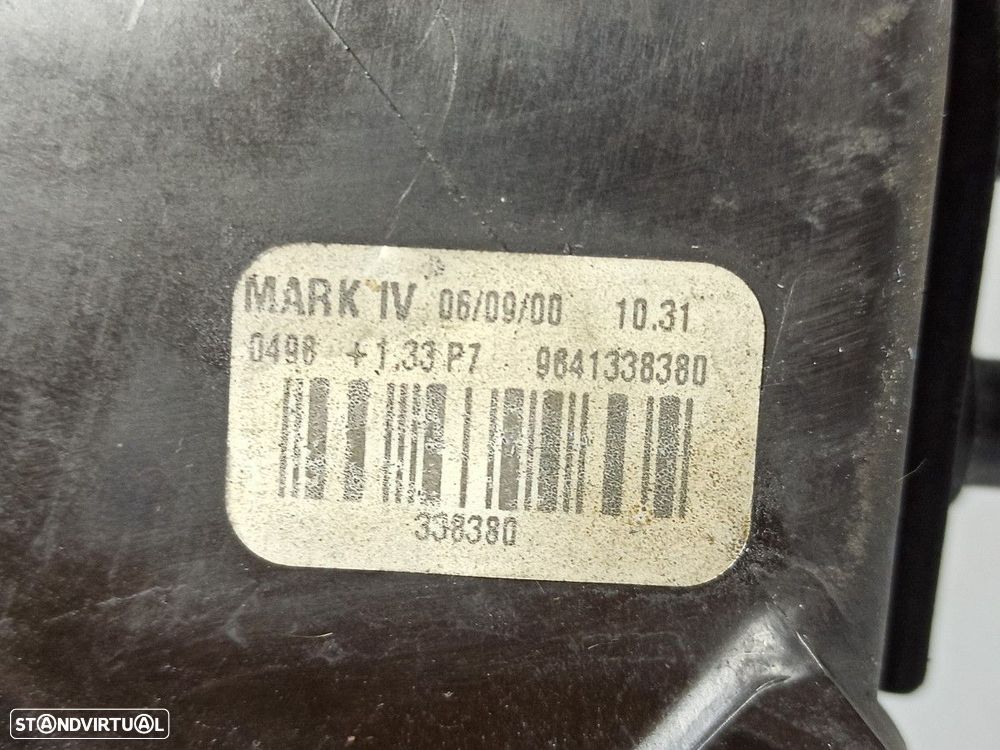 MARK IV 06/09/00 10.31
0498 +1.33 P7 9641338380
338380
STANDVIRTUAL